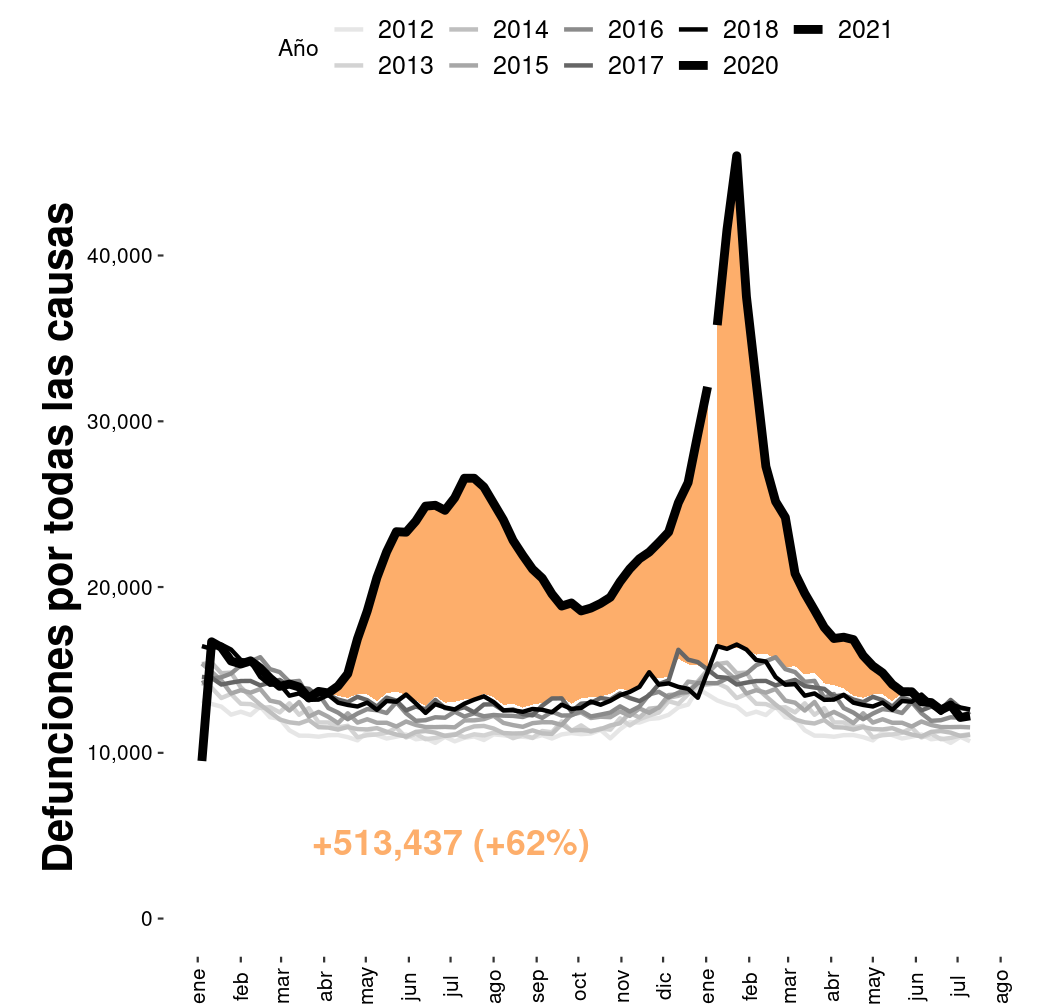 Año
2012 2014 2016 2018 2021
2013 2015 2017 2020
Defunciones por todas las causas
40,000
30,000
20,000
10,000
0
+513,437 (+62%)
ene feb mar abr may jun jul ago sep oct nov dic ene feb mar abr may jun jul ago